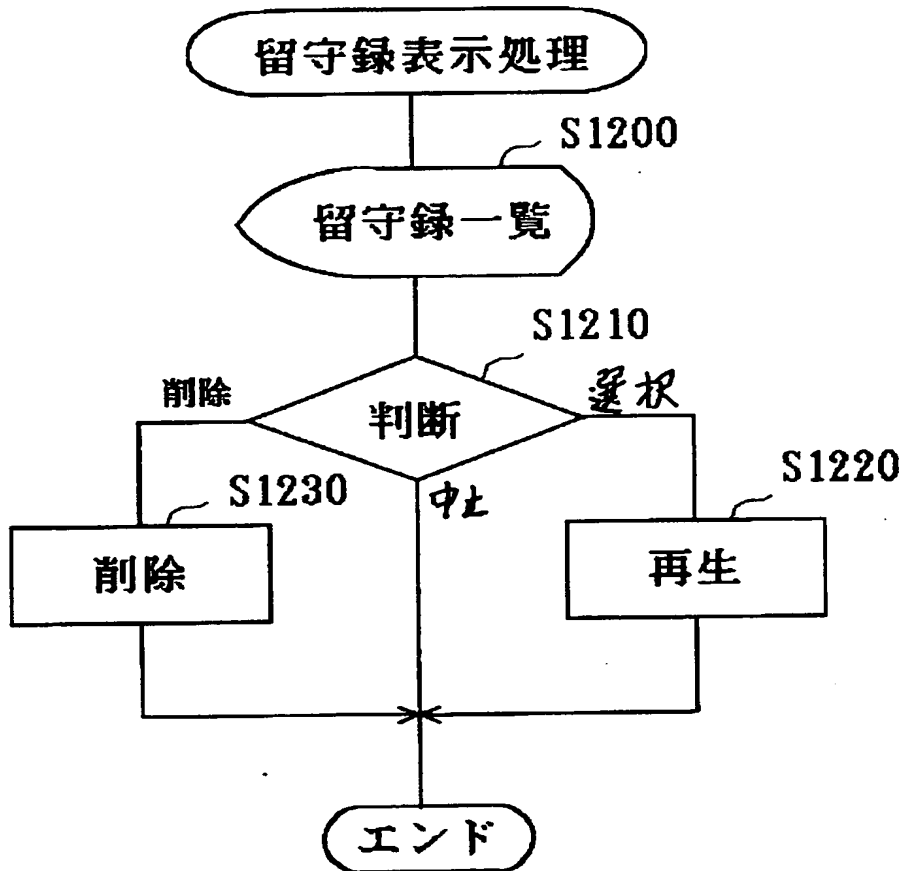 留守録表示処理
S1200
留守録一覧
S1210
削除
判断
選択
S1230
中止
S1220
削除
再生
エンド